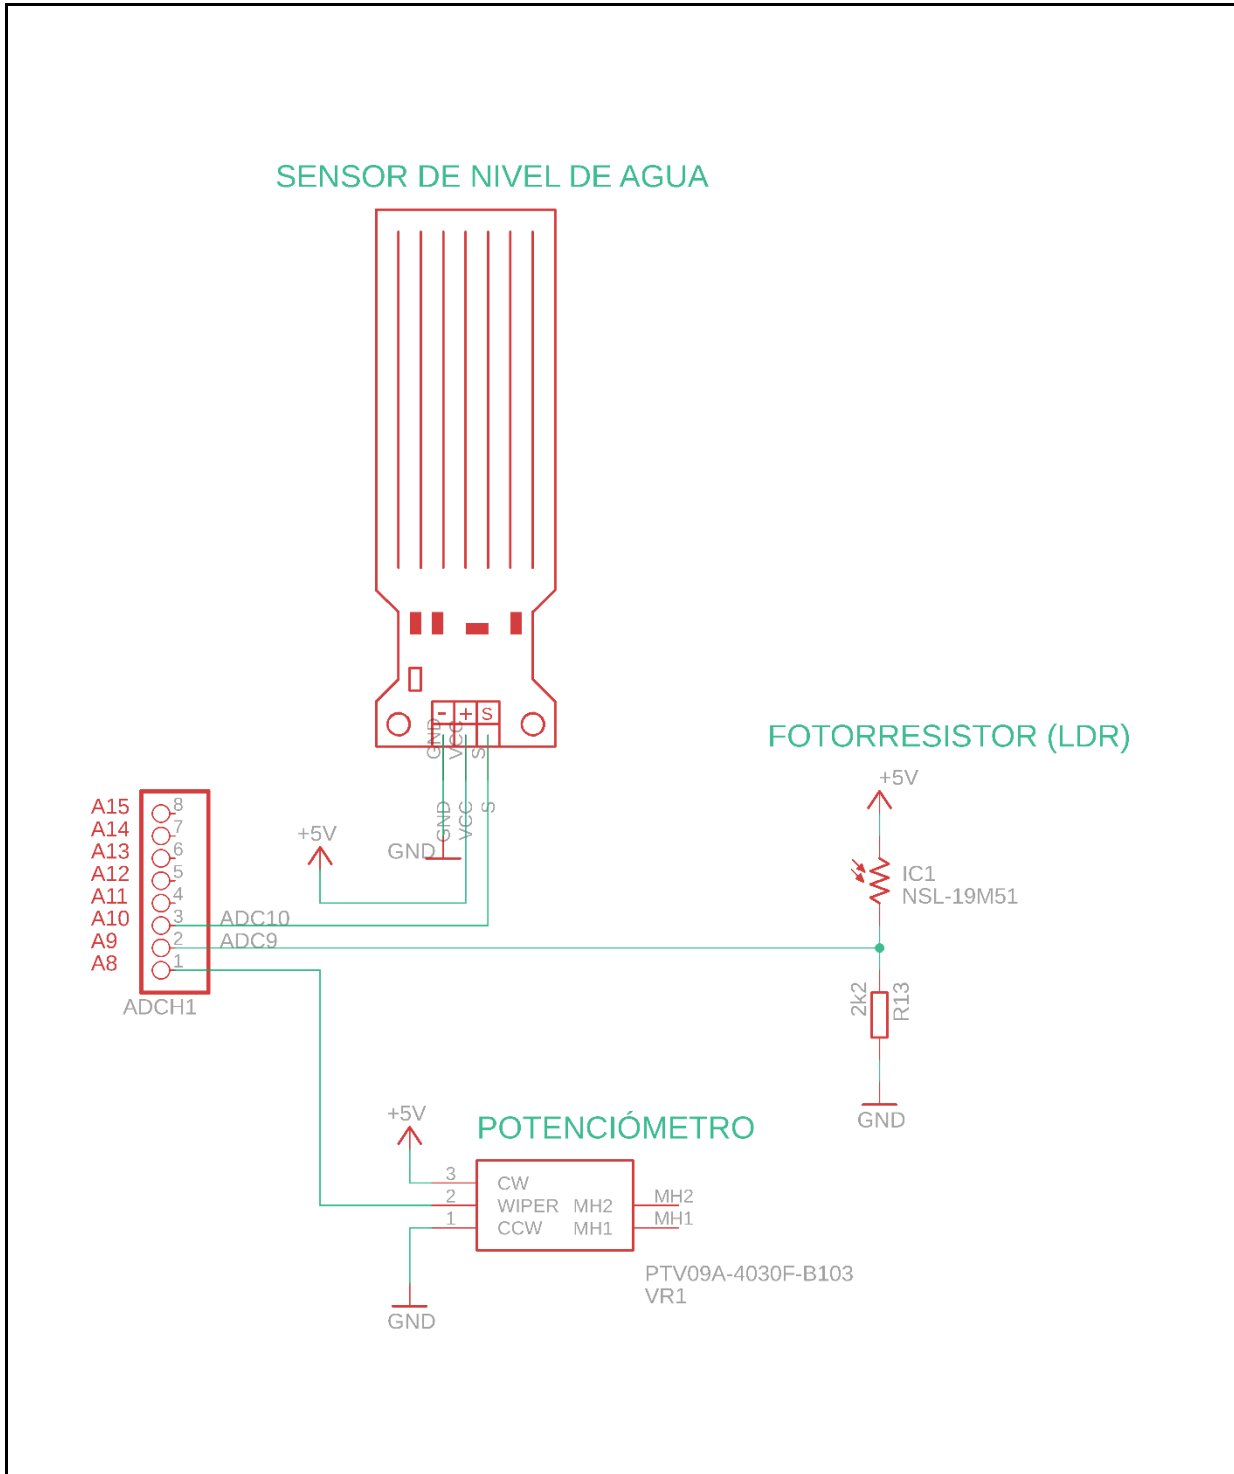 SENSOR DE NIVEL DE AGUA
- + S
GND
VCC
S
GND
VCC
S
+5V
GND
A15 8
A14 7
A13 6
A12 5
A11 4
A10 3 ADC10
A9 2 ADC9
A8 1
ADCH1
FOTORRESISTOR (LDR)
+5V
IC1
NSL-19M51
2k2
R13
GND
POTENCIÓMETRO
+5V
3 CW
2 WIPER MH2 MH2
1 CCW MH1 MH1
PTV09A-4030F-B103
VR1
GND